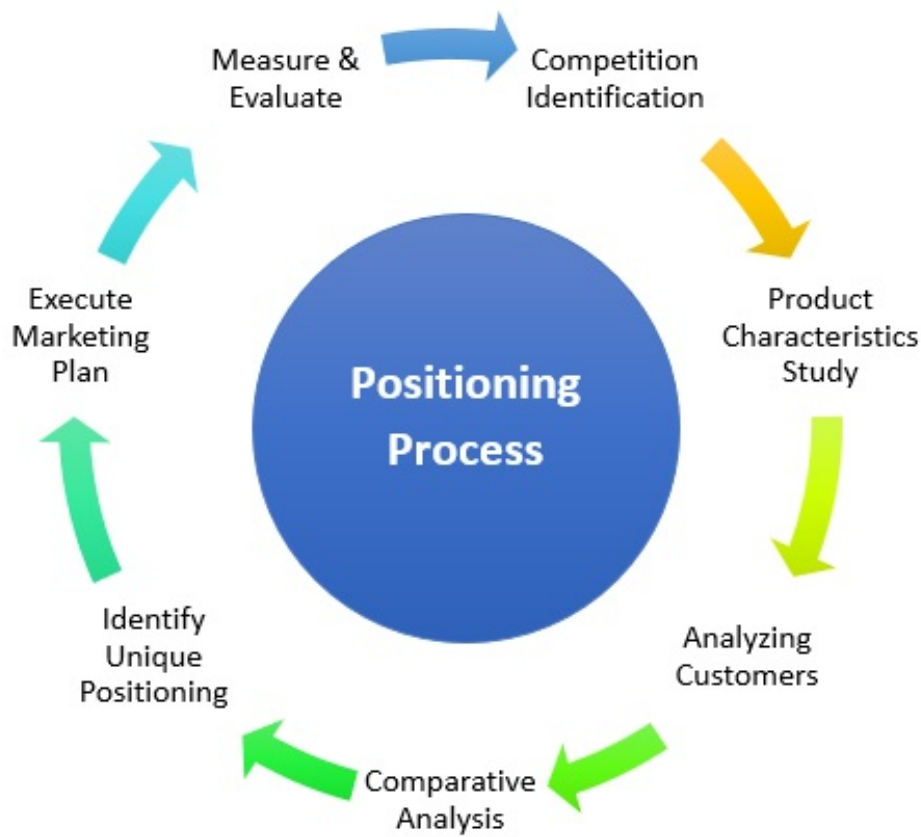 Measure &
Evaluate
Competition
Identification
Product
Characteristics
Study
Analyzing
Customers
Comparative
Analysis
Identify
Unique
Positioning
Execute
Marketing
Plan
Positioning
Process